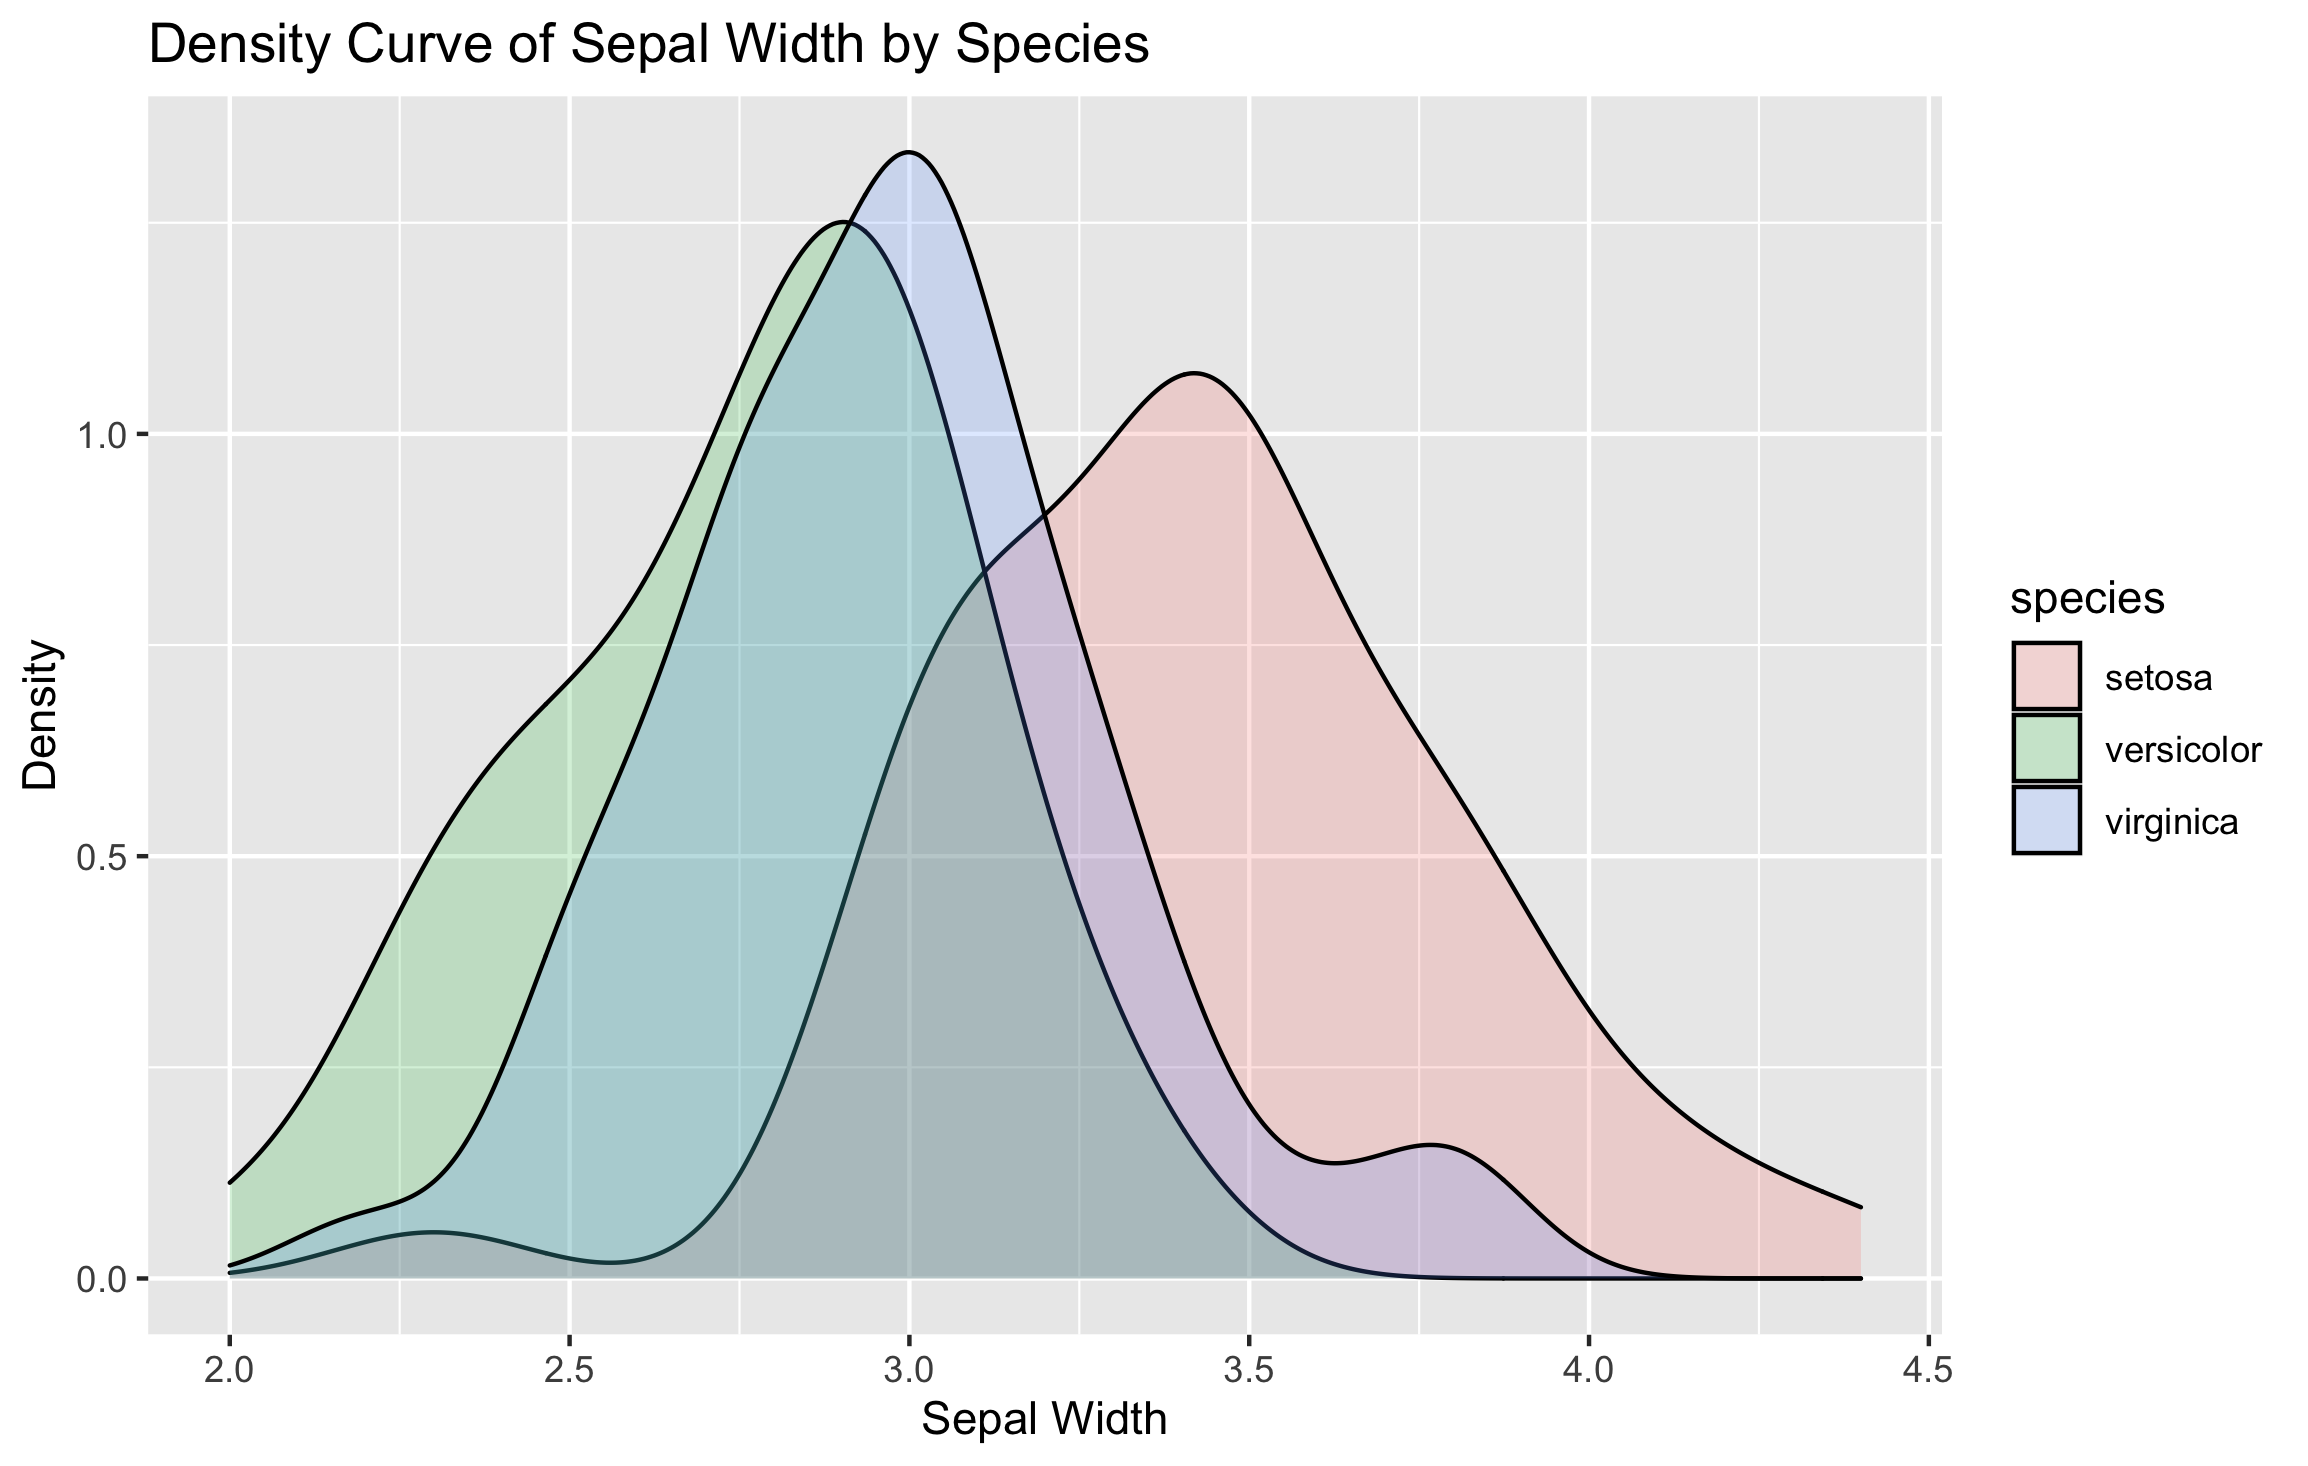 Density Curve of Sepal Width by Species
Density
1.0
0.5
0.0
2.0 2.5 3.0 3.5 4.0 4.5
Sepal Width
species
setosa
versicolor
virginica